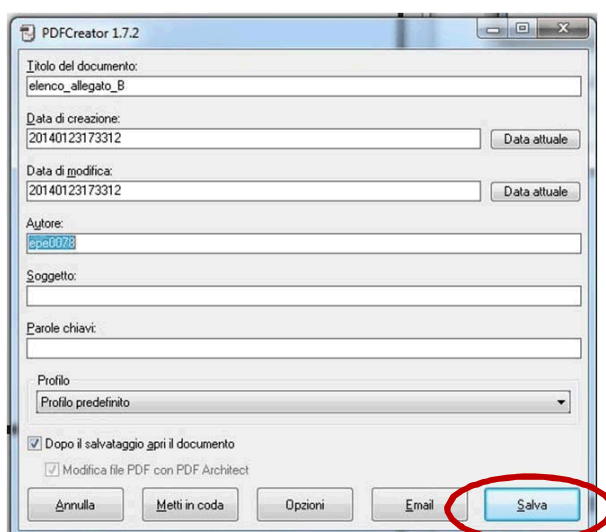 PDFCreator 1.7.2
Titolo del documento:
elenco_allegato_B
Data di creazione:
20140123173312 Data attuale
Data di modifica:
20140123173312 Data attuale
Autore:
epe0078
Soggetto:
Parole chiavi:
Profilo
Profilo predefinito
Dopo il salvataggio apri il documento
Modifica file PDF con PDF Architect
Annulla Metti in coda Opzioni Email Salva